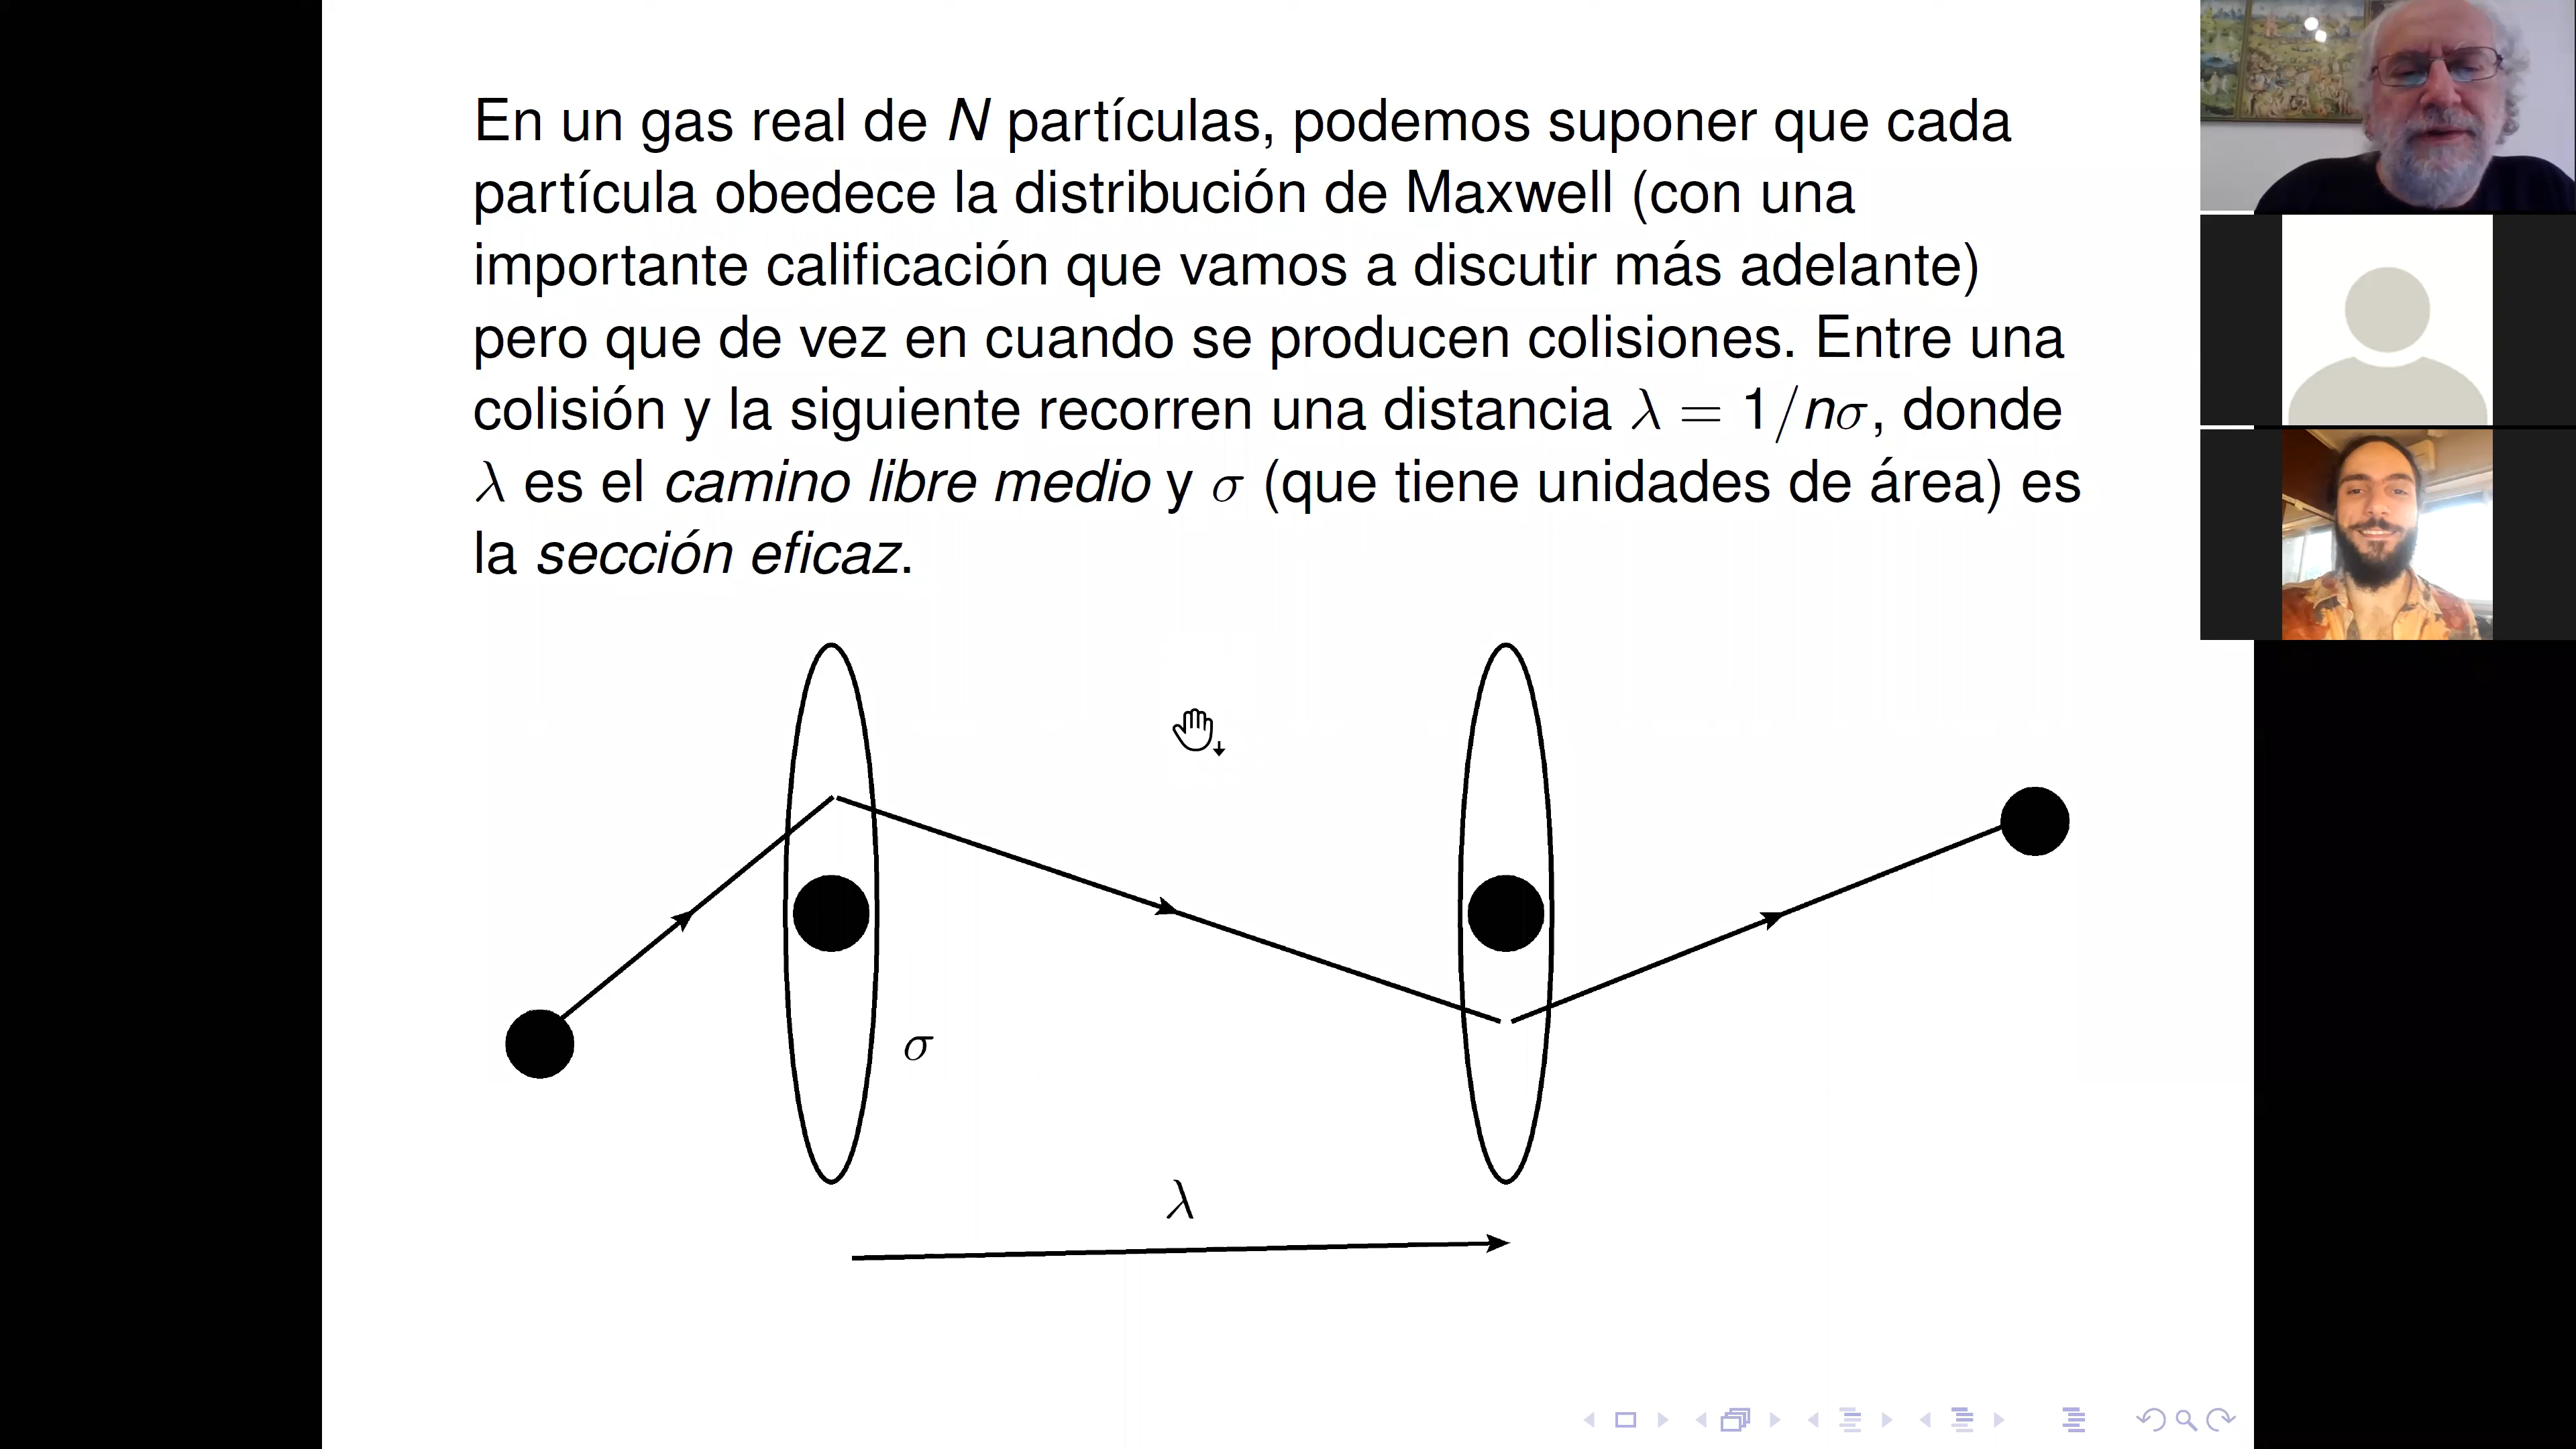 En un gas real de N partículas, podemos suponer que cada
partícula obedece la distribución de Maxwell (con una
importante calificación que vamos a discutir más adelante)
pero que de vez en cuando se producen colisiones. Entre una
colisión y la siguiente recorren una distancia λ = 1/nσ, donde
λ es el camino libre medio y σ (que tiene unidades de área) es
la sección eficaz.
σ
λ